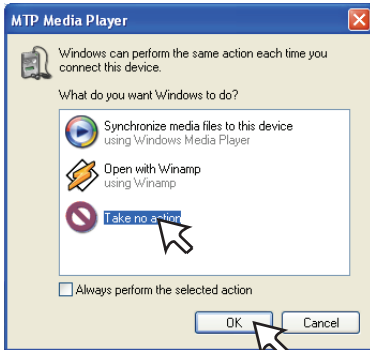 MTP Media Player
Windows can perform the same action each time you
connect this device.
What do you want Windows to do?
Synchronize media files to this device
using Windows Media Player
Open with Winamp
using Winamp
Take no action
Always perform the selected action
OK
Cancel